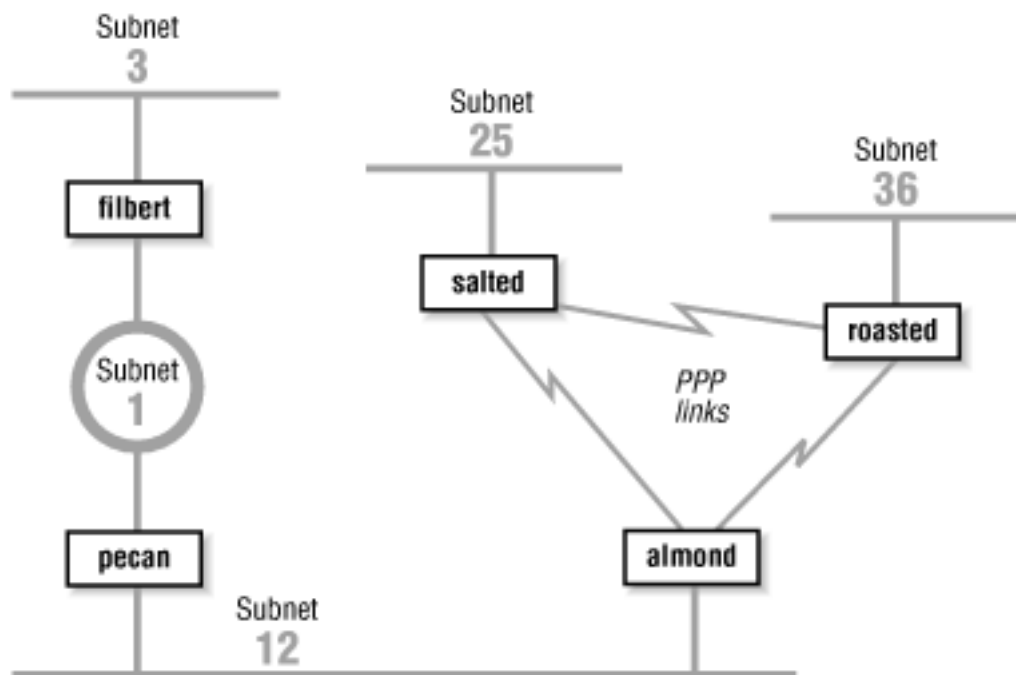 Subnet
3
filbert
Subnet
1
pecan
Subnet
12
Subnet
25
salted
Subnet
36
roasted
PPP
links
almond